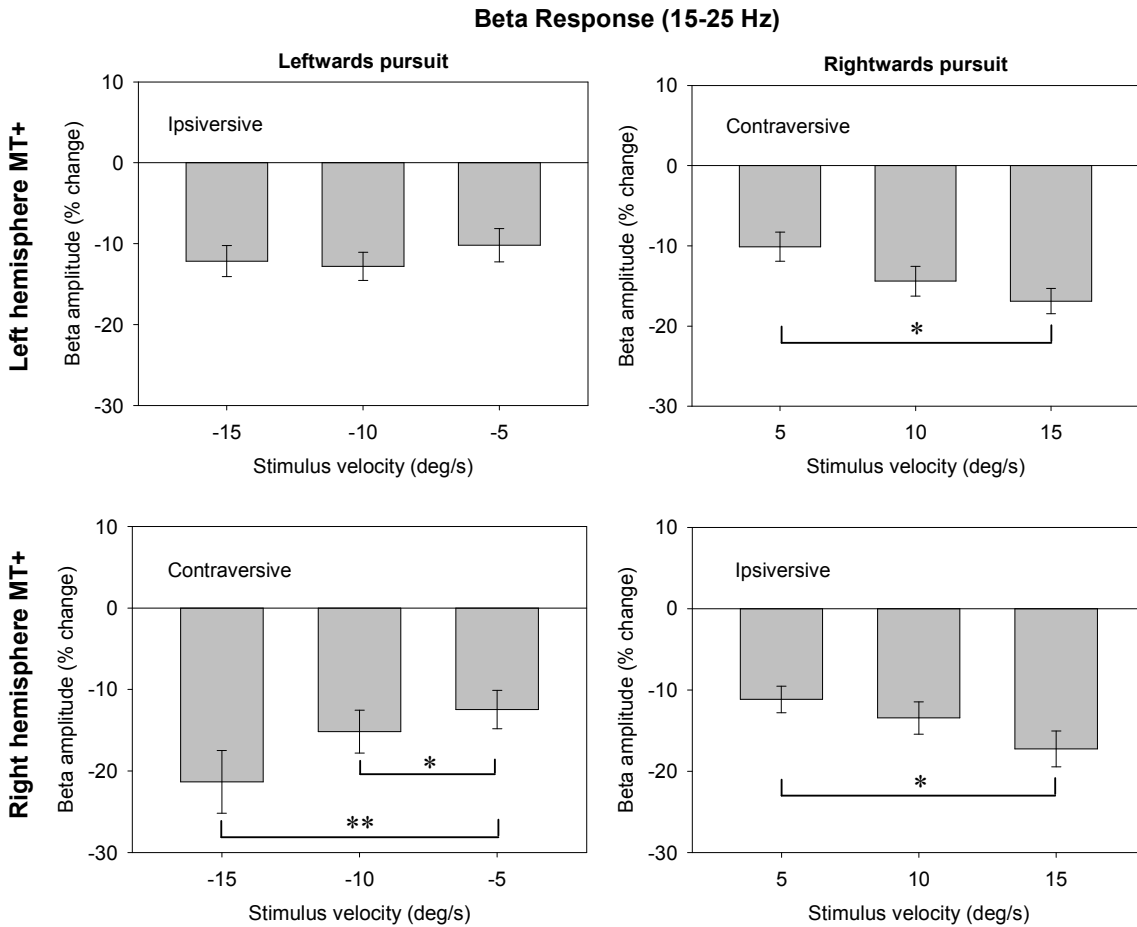 Beta Response (15-25 Hz)
Leftwards pursuit
Rightwards pursuit
Left hemisphere MT+
Beta amplitude (% change)
10
0
-10
-20
-30
Ipsiversive
-15 -10 -5
Stimulus velocity (deg/s)
Beta amplitude (% change)
10
0
-10
-20
-30
Contraversive
*
5 10 15
Stimulus velocity (deg/s)
Right hemisphere MT+
Beta amplitude (% change)
10
0
-10
-20
-30
Contraversive
*
**
-15 -10 -5
Stimulus velocity (deg/s)
Beta amplitude (% change)
10
0
-10
-20
-30
Ipsiversive
*
5 10 15
Stimulus velocity (deg/s)